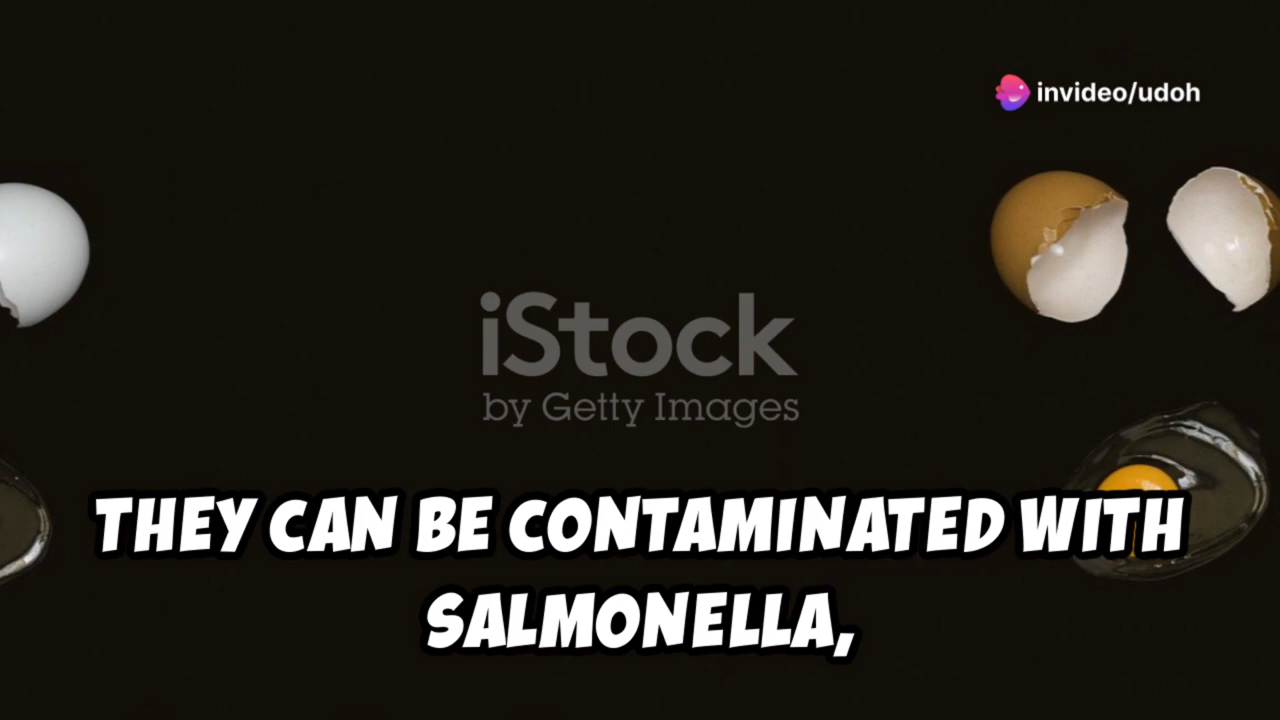 invideo/udoh
iStock
by Getty Images
THEY CAN BE CONTAMINATED WITH
SALMONELLA,